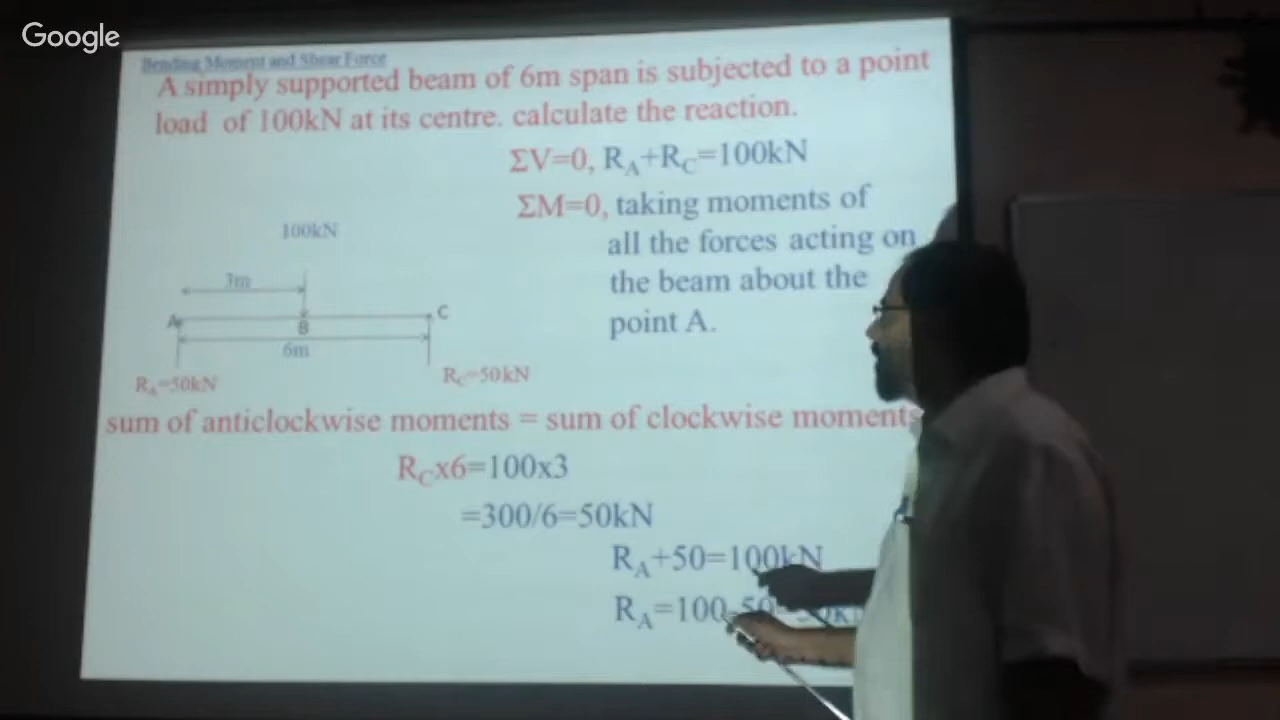 Google
Bending Moment and Shear Force
A simply supported beam of 6m span is subjected to a point
load of 100kN at its centre. calculate the reaction.
ΣV=0, RA+RC=100kN
ΣM=0, taking moments of
all the forces acting on
the beam about the
point A.
100kN
3m
A
B
C
6m
RA=50kN
RC=50kN
sum of anticlockwise moments = sum of clockwise moments
RCx6=100x3
=300/6=50kN
RA+50=100kN
RA=100-50